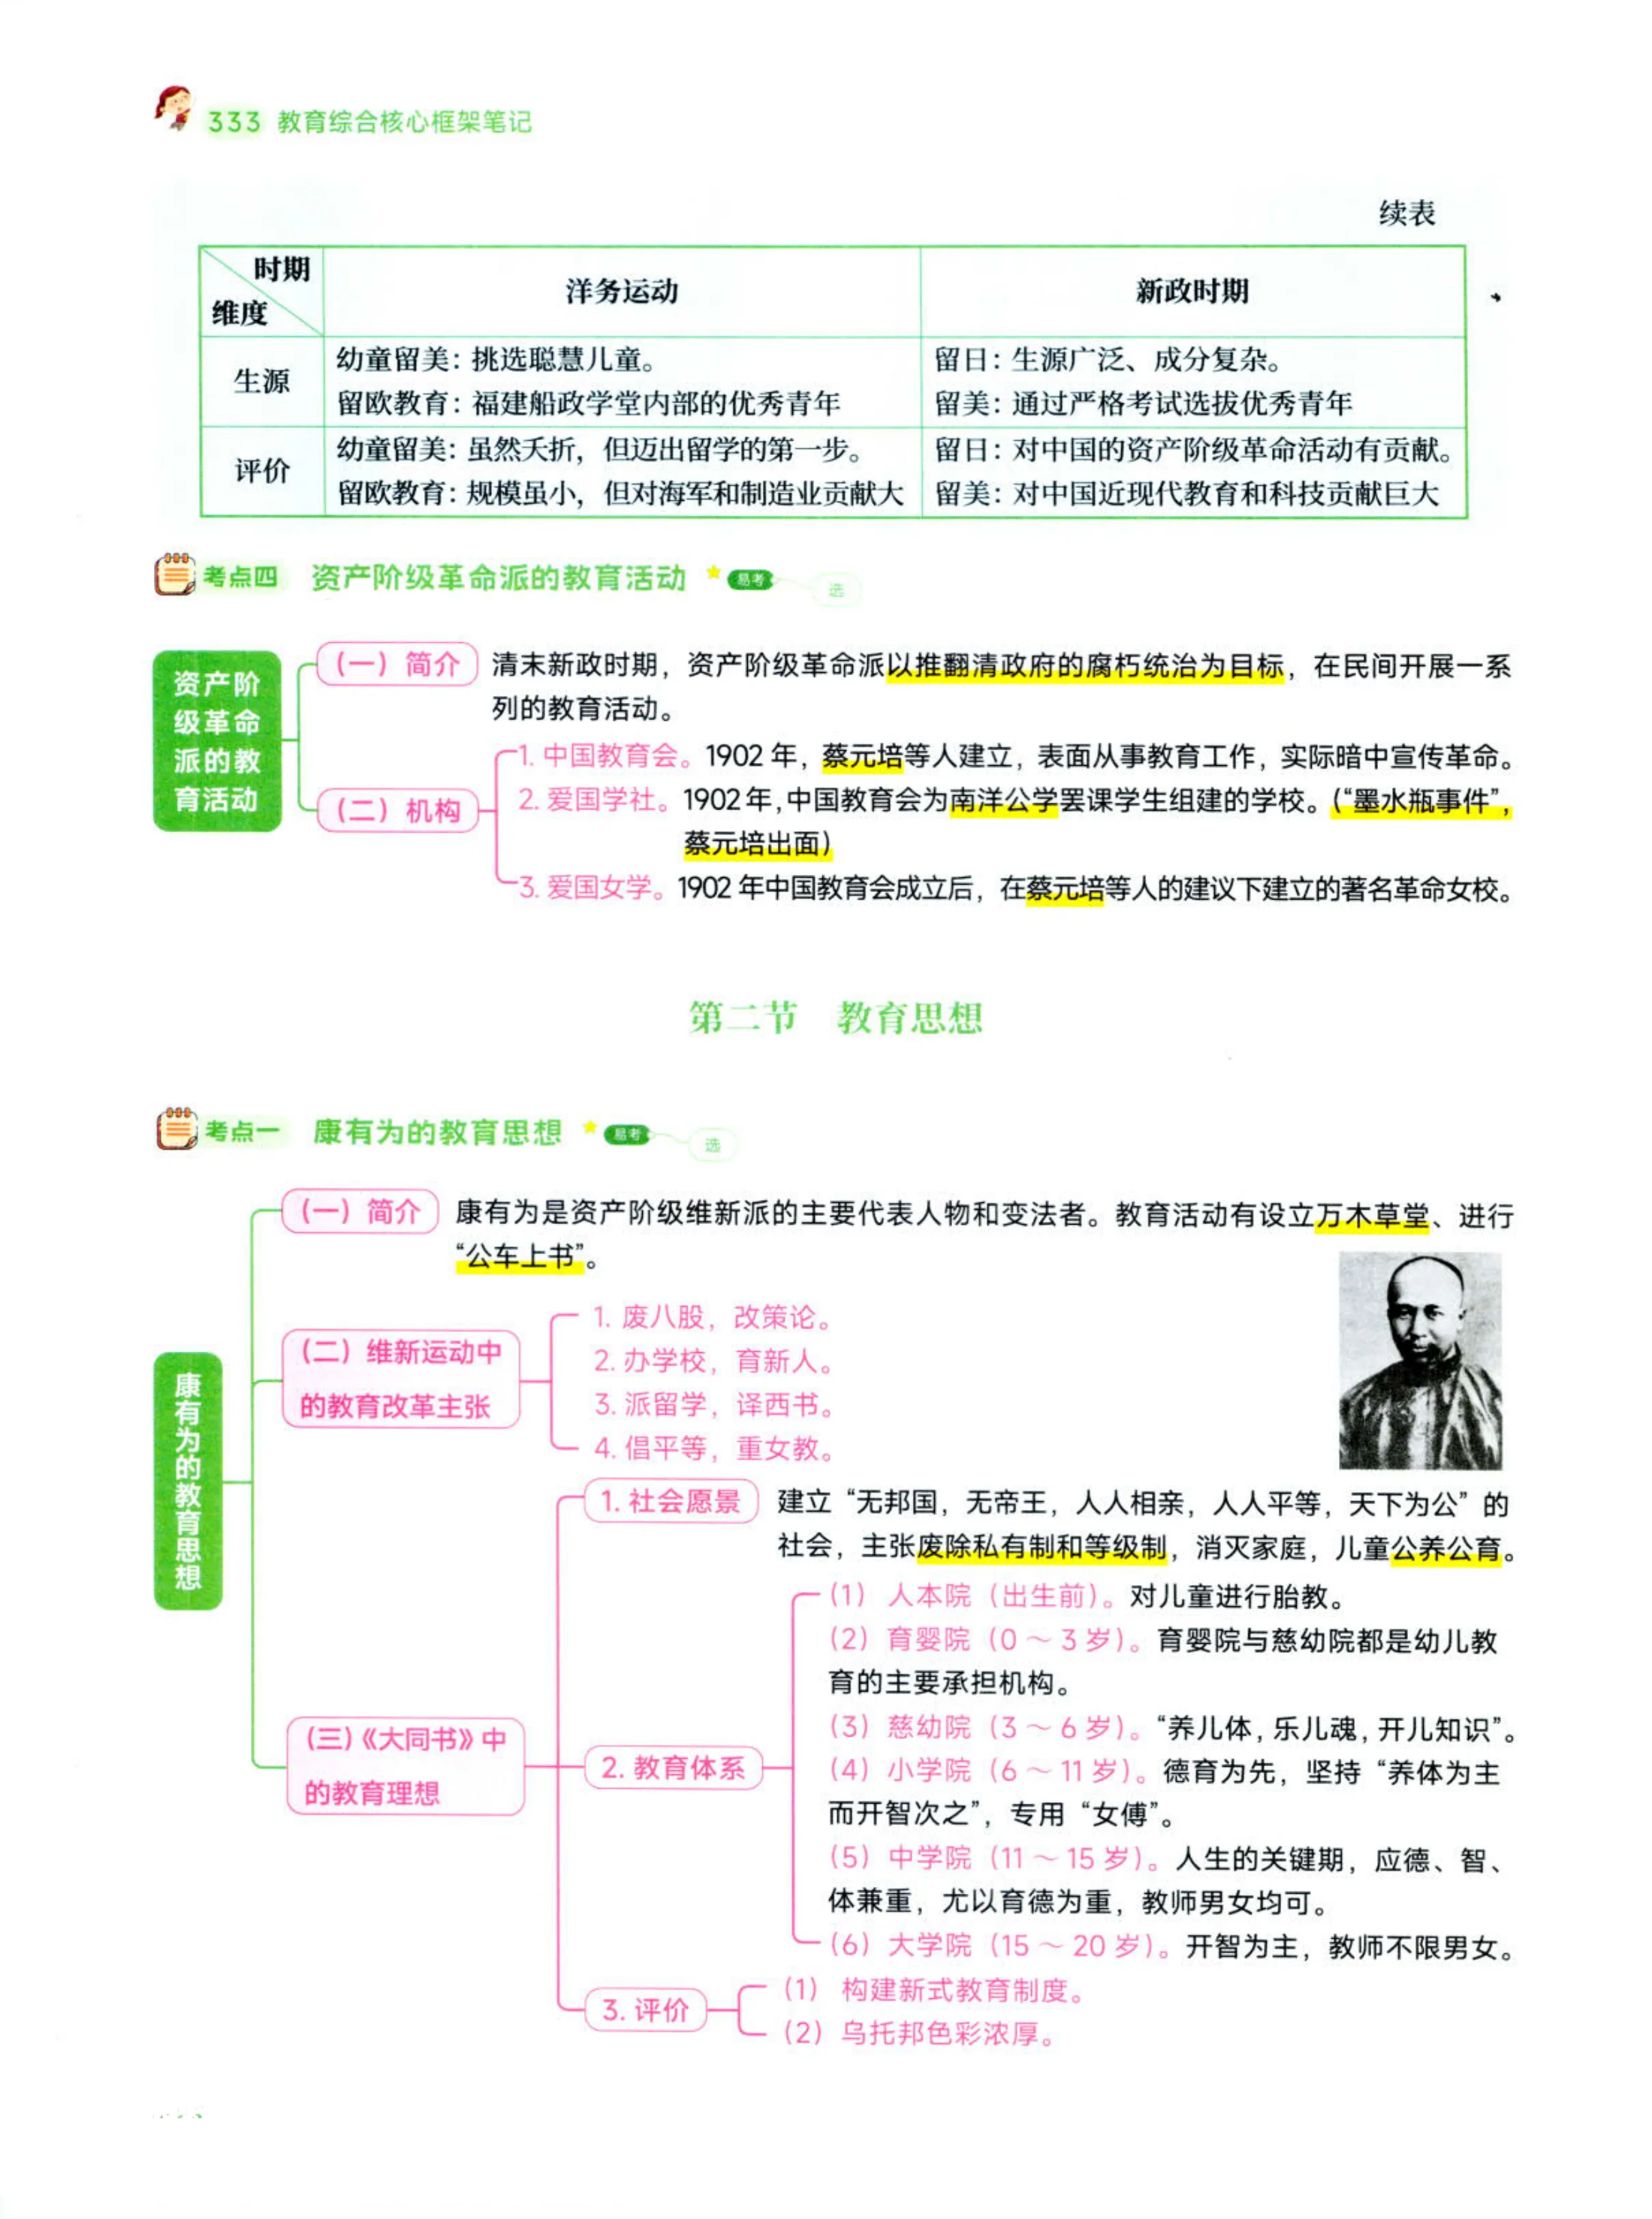 333 教育综合核心框架笔记
续表
时期
维度
洋务运动
新政时期
生源
幼童留美：挑选聪慧儿童。
留欧教育：福建船政学堂内部的优秀青年
留日：生源广泛、成分复杂。
留美：通过严格考试选拔优秀青年
评价
幼童留美：虽然夭折，但迈出留学的第一步。
留欧教育：规模虽小，但对海军和制造业贡献大
留日：对中国的资产阶级革命活动有贡献。
留美：对中国近现代教育和科技贡献巨大
考点四 资产阶级革命派的教育活动 易考 选
资产阶
级革命
派的教
育活动
（一）简介
清末新政时期，资产阶级革命派以推翻清政府的腐朽统治为目标，在民间开展一系
列的教育活动。
（二）机构
1. 中国教育会。1902 年，蔡元培等人建立，表面从事教育工作，实际暗中宣传革命。
2. 爱国学社。1902年，中国教育会为南洋公学罢课学生组建的学校。（“墨水瓶事件”，
蔡元培出面）
3. 爱国女学。1902 年中国教育会成立后，在蔡元培等人的建议下建立的著名革命女校。
第二节 教育思想
考点一 康有为的教育思想 易考 选
康有为的教育思想
（一）简介
康有为是资产阶级维新派的主要代表人物和变法者。教育活动有设立万木草堂、进行
“公车上书”。
（二）维新运动中
的教育改革主张
1. 废八股，改策论。
2. 办学校，育新人。
3. 派留学，译西书。
4. 倡平等，重女教。
（三）《大同书》中
的教育理想
1. 社会愿景
建立“无邦国，无帝王，人人相亲，人人平等，天下为公”的
社会，主张废除私有制和等级制，消灭家庭，儿童公养公育。
2. 教育体系
（1）人本院（出生前）。对儿童进行胎教。
（2）育婴院（0～3岁）。育婴院与慈幼院都是幼儿教
育的主要承担机构。
（3）慈幼院（3～6岁）。“养儿体，乐儿魂，开儿知识”。
（4）小学院（6～11岁）。德育为先，坚持“养体为主
而开智次之”，专用“女傅”。
（5）中学院（11～15岁）。人生的关键期，应德、智、
体兼重，尤以育德为重，教师男女均可。
（6）大学院（15～20岁）。开智为主，教师不限男女。
3. 评价
（1）构建新式教育制度。
（2）乌托邦色彩浓厚。